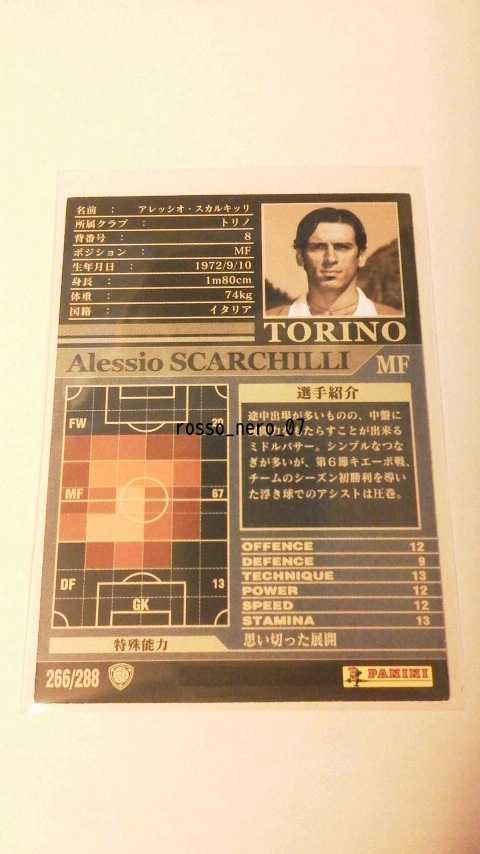 名前 ： アレッシオ・スカルキッリ
所属クラブ ： トリノ
背番号 ： 8
ポジション ： MF
生年月日 ： 1972/9/10
身長 ： 1m80cm
体重 ： 74kg
国籍 ： イタリア
TORINO
Alessio SCARCHILLI MF
選手紹介
途中出場が多いものの、中盤に
たらすことが出来る
ミドルパサー。シンプルなつな
ぎが多いが、第６節キエーボ戦、
チームのシーズン初勝利を導い
た浮き球でのアシストは圧巻。
rosso_nero_07
FW 20
MF 67
DF 13
GK
OFFENCE 12
DEFENCE 9
TECHNIQUE 13
POWER 12
SPEED 12
STAMINA 13
特殊能力 思い切った展開
266/288
PANINI